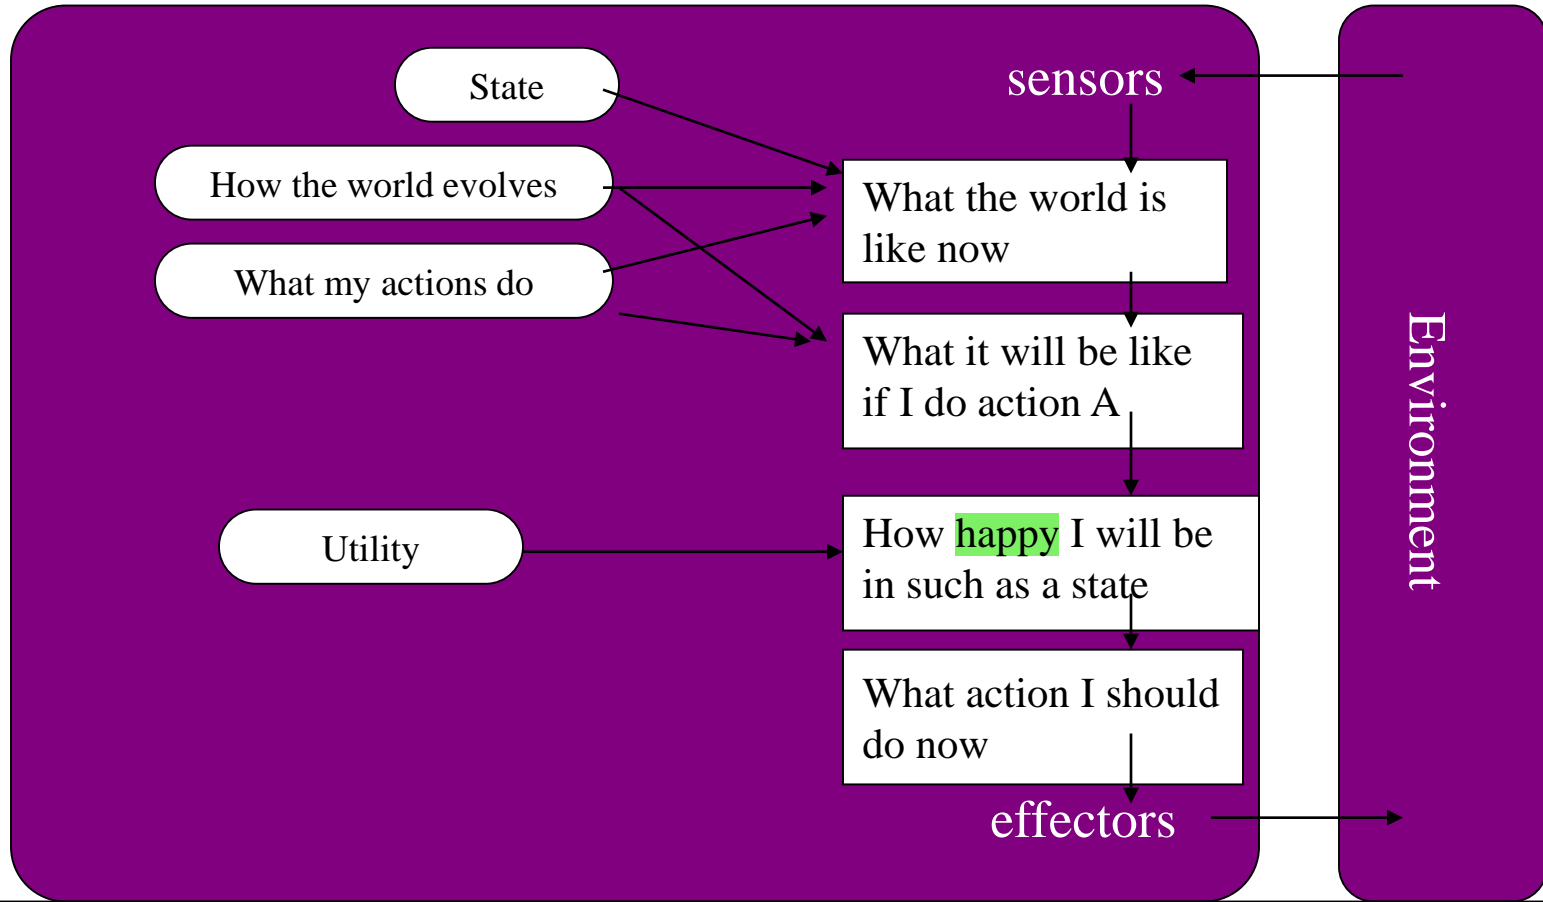 State
sensors
How the world evolves
What the world is
like now
What my actions do
What it will be like
if I do action A
Environment
Utility
How happy I will be
in such as a state
What action I should
do now
effectors